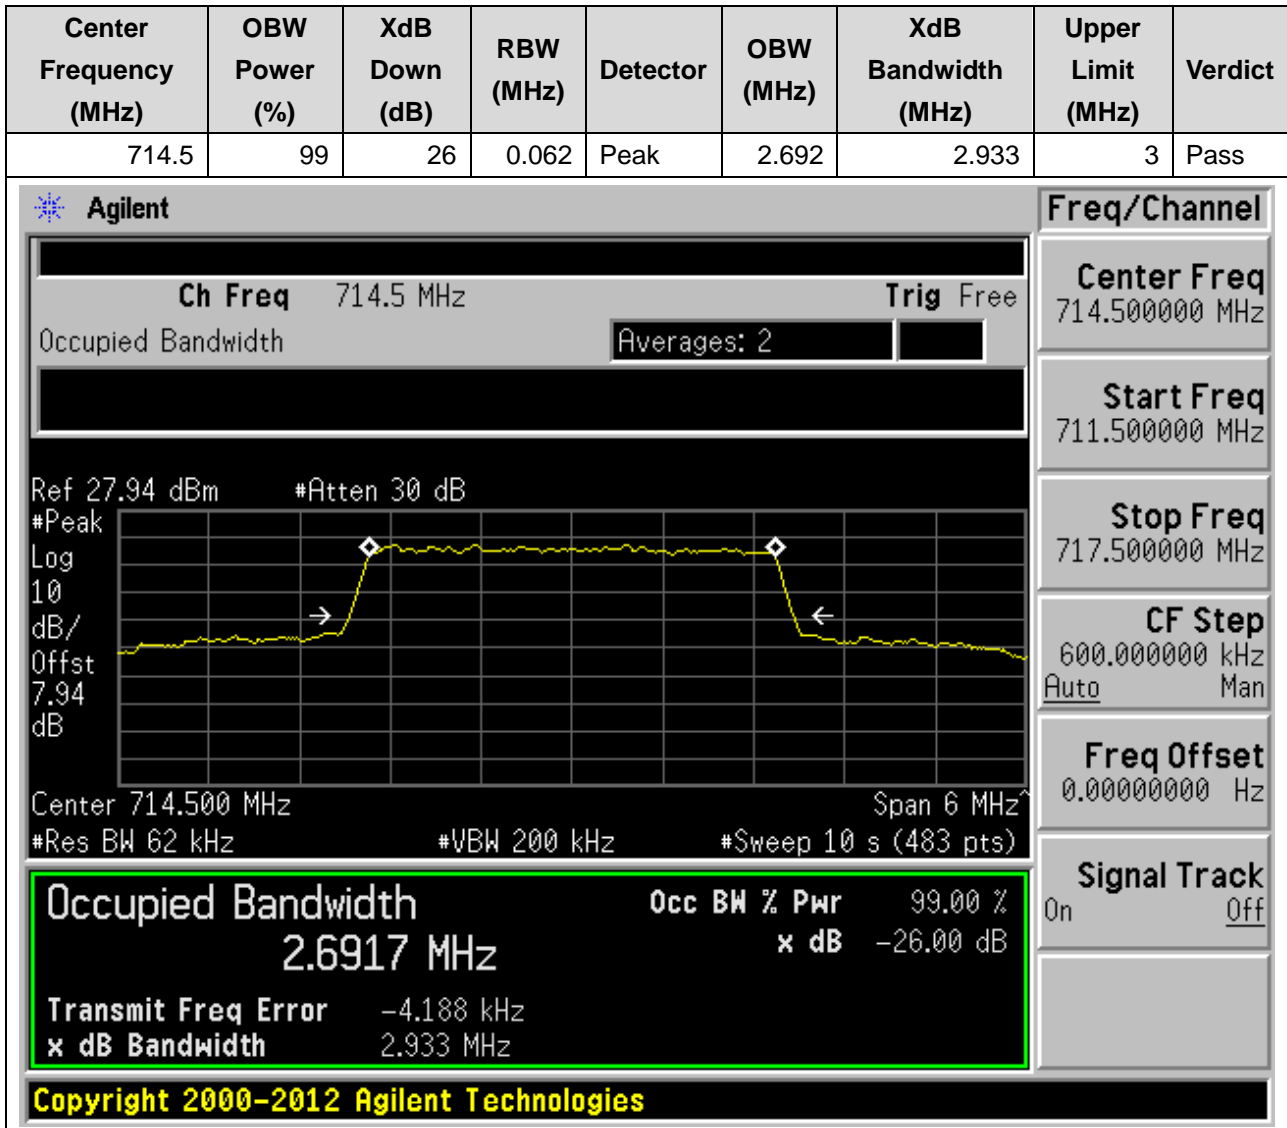 Center Frequency (MHz) OBW Power (%) XdB Down (dB) RBW (MHz) Detector OBW (MHz) XdB Bandwidth (MHz) Upper Limit (MHz) Verdict
714.5 99 26 0.062 Peak 2.692 2.933 3 Pass
Agilent
Freq/Channel
Ch Freq 714.5 MHz Trig Free
Occupied Bandwidth Averages: 2
Ref 27.94 dBm #Atten 30 dB
#Peak
Log
10
dB/
Offst
7.94
dB
Center 714.500 MHz Span 6 MHz^
#Res BW 62 kHz #VBW 200 kHz #Sweep 10 s (483 pts)
Occupied Bandwidth Occ BW % Pwr 99.00 %
2.6917 MHz x dB -26.00 dB
Transmit Freq Error -4.188 kHz
x dB Bandwidth 2.933 MHz
Center Freq
714.500000 MHz
Start Freq
711.500000 MHz
Stop Freq
717.500000 MHz
CF Step
600.000000 kHz
Auto Man
Freq Offset
0.00000000 Hz
Signal Track
On Off
Copyright 2000-2012 Agilent Technologies